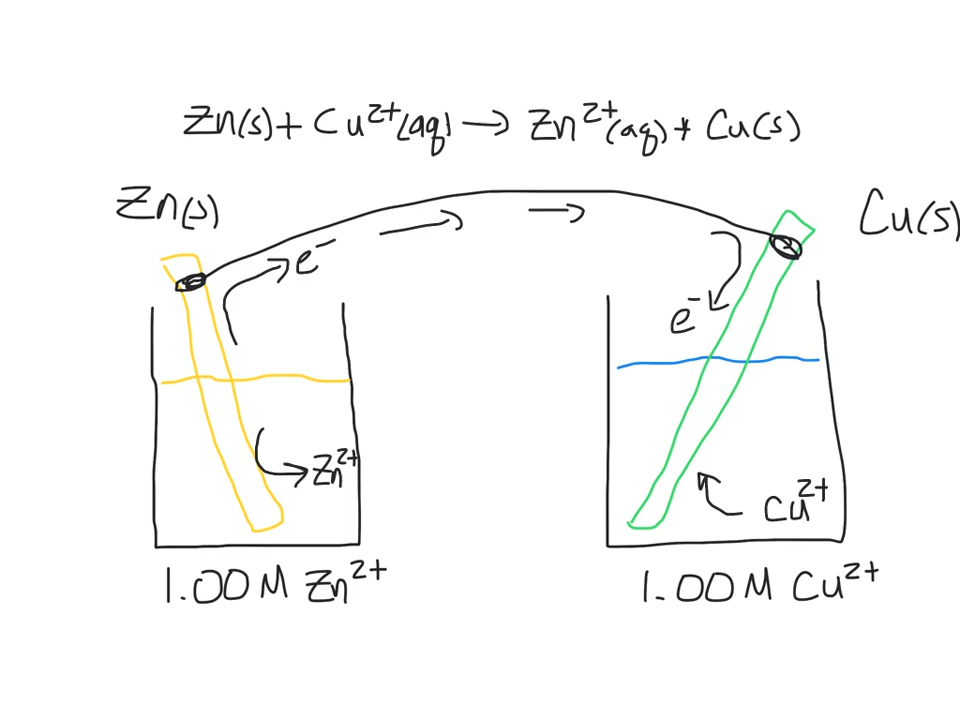 Zn(s) + Cu²⁺(aq) → Zn²⁺(aq) + Cu(s)
Zn(s)
Cu(s)
e⁻
e⁻
Zn²⁺
Cu²⁺
1.00 M Zn²⁺
1.00 M Cu²⁺